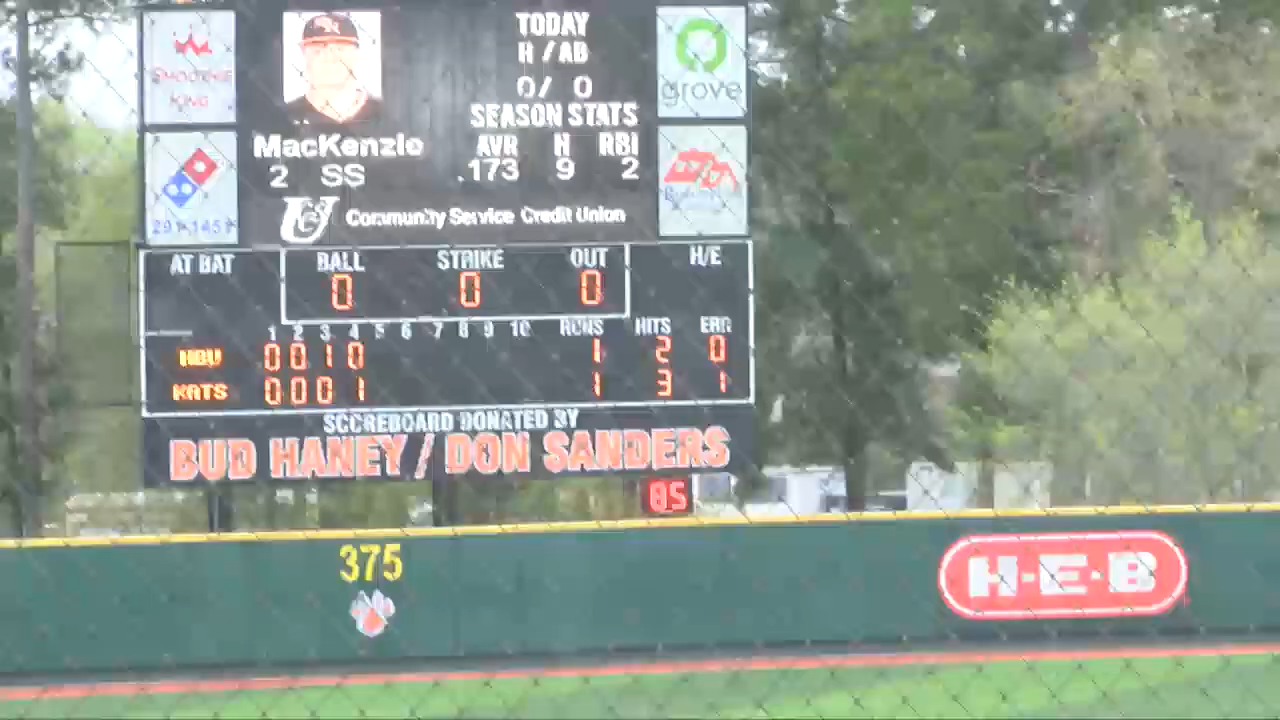 SMOOTHIE
KING
TODAY
H / AB
0 / 0
SEASON STATS
AVR H RBI
.173 9 2
MacKenzie
2 SS
Community Service Credit Union
grove
AT BAT BALL STRIKE OUT H/E
0 0 0
1 2 3 4 5 6 7 8 9 10 RUNS HITS ERR
HBU 0 0 1 0 1 2 0
KATS 0 0 0 1 1 3 1
SCOREBOARD DONATED BY
BUD HANEY / DON SANDERS
85
375
H-E-B